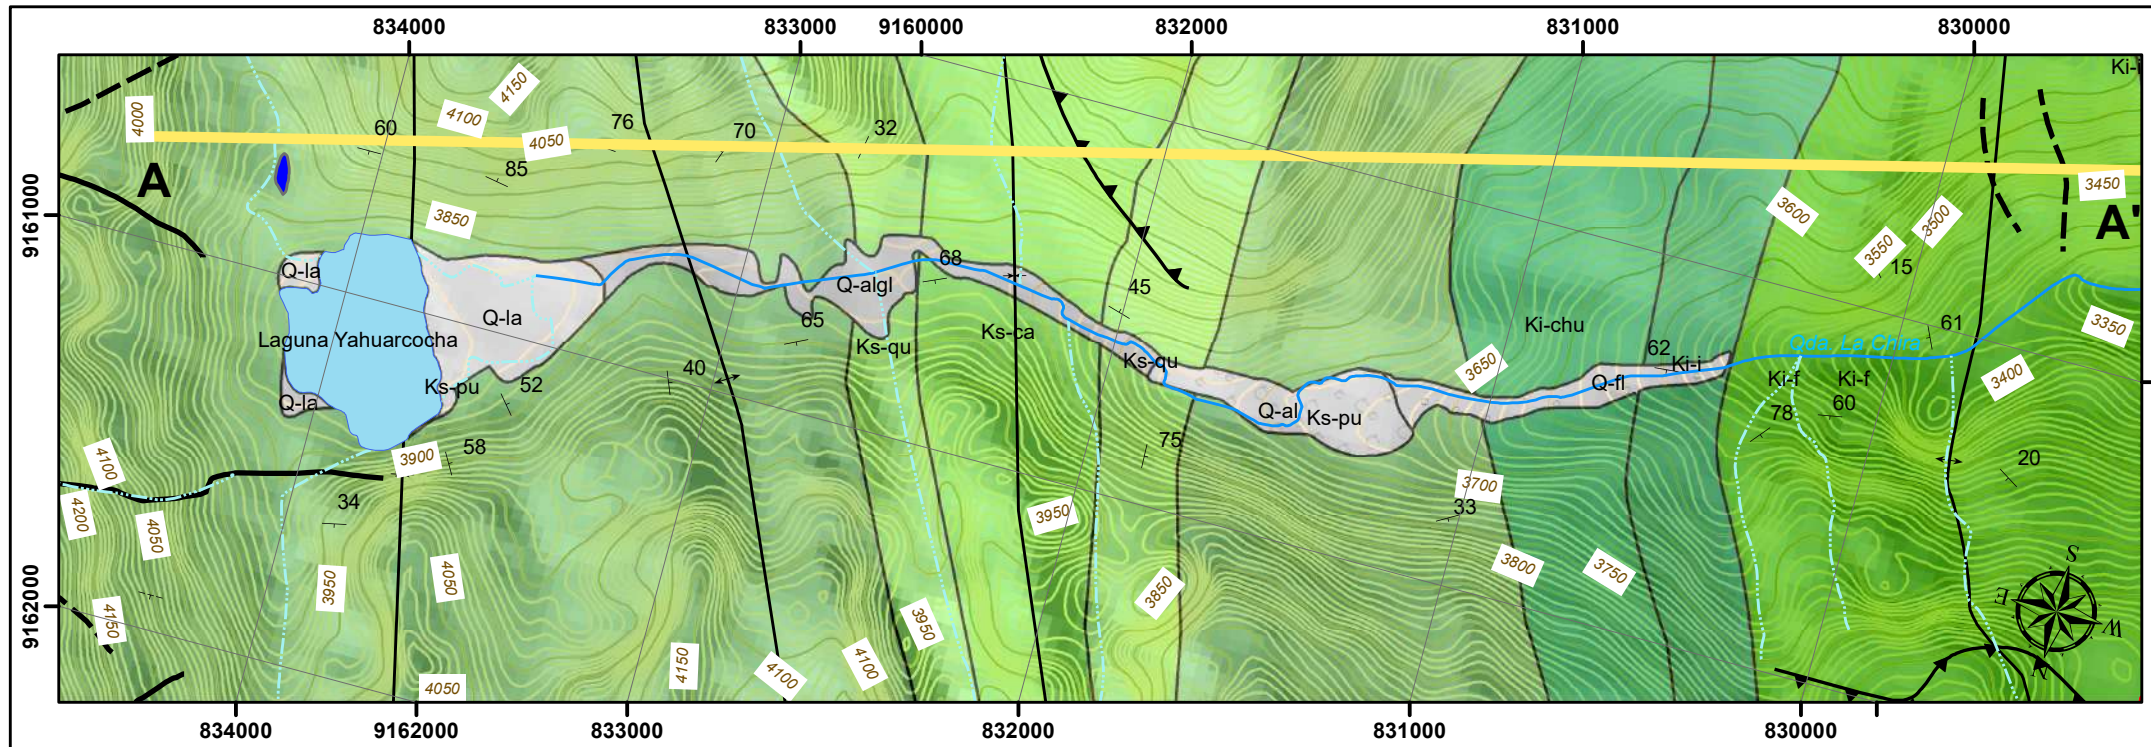 834000
833000
9160000
832000
831000
830000
Ki-i
4150
4000
4100
60
4050
76
70
32
85
A
3450
A'
3850
3600
3500
3550
15
9161000
Q-la
68
Q-algl
45
Q-la
65
Laguna Yahuarcocha
Ks-qu
Ks-ca
Ki-chu
61
3350
Qda. La Chira
62
Ks-qu
3650
Ki-i
Q-fl
Ki-f
Ki-f
3400
40
52
Ks-pu
Q-la
Q-al
Ks-pu
78
60
58
3900
75
20
4100
3700
34
33
4200
4050
3950
3800
3750
3950
4050
3850
9162000
4150
3950
4150
4100
4100
4050
S
E
W
N
834000
9162000
833000
832000
831000
830000